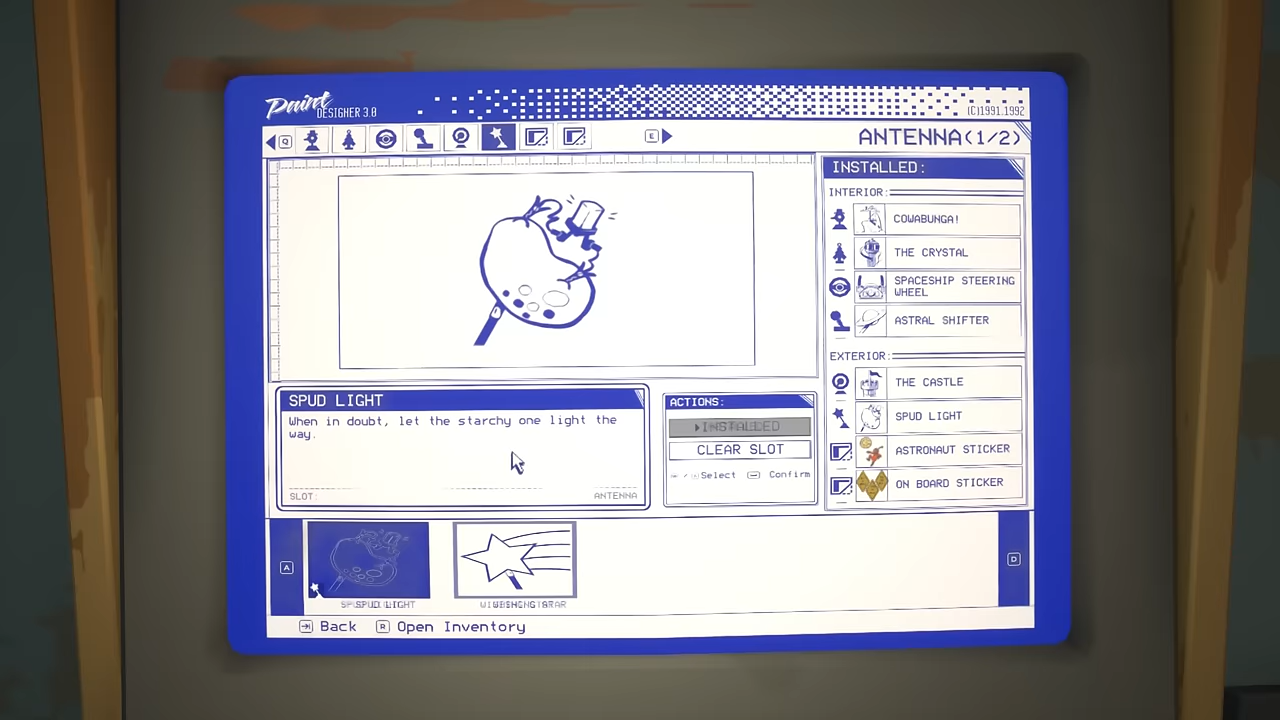 Paint
DESIGNER 3.0
(C)1991,1992
Q
E
ANTENNA(1/2)
INSTALLED:
INTERIOR:
COWABUNGA!
THE CRYSTAL
SPACESHIP STEERING
WHEEL
ASTRAL SHIFTER
EXTERIOR:
THE CASTLE
SPUD LIGHT
ASTRONAUT STICKER
ON BOARD STICKER
SPUD LIGHT
When in doubt, let the starchy one light the
way.
SLOT:
ANTENNA
ACTIONS:
INSTALLED
CLEAR SLOT
Select
Confirm
A
SPUD LIGHT
D
Back
R Open Inventory